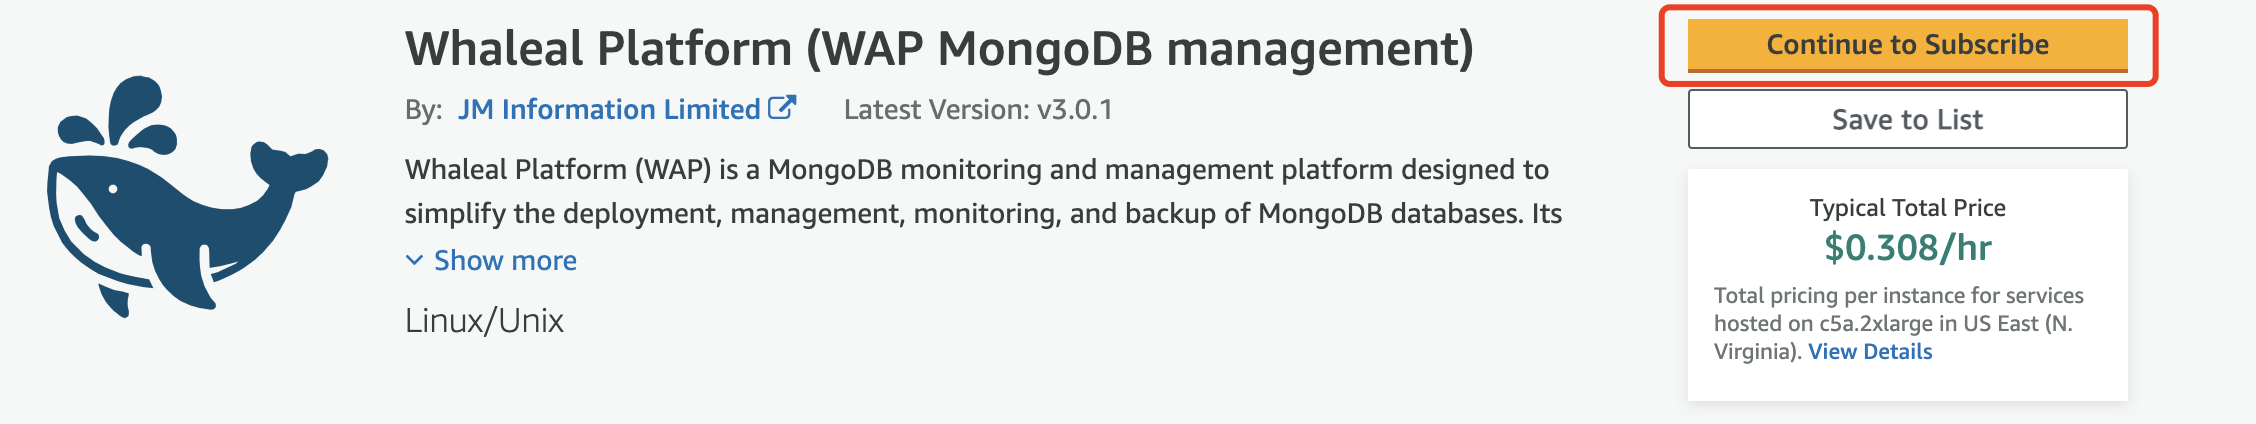 Whaleal Platform (WAP MongoDB management)
By: JM Information Limited Latest Version: v3.0.1
Whaleal Platform (WAP) is a MongoDB monitoring and management platform designed to
simplify the deployment, management, monitoring, and backup of MongoDB databases. Its
Show more
Linux/Unix
Continue to Subscribe
Save to List
Typical Total Price
$0.308/hr
Total pricing per instance for services
hosted on c5a.2xlarge in US East (N.
Virginia). View Details